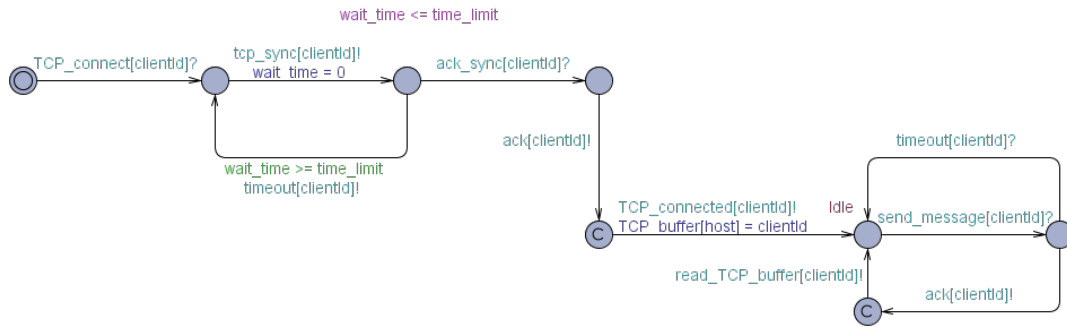 wait_time <= time_limit
TCP_connect[clientId]?
tcp_sync[clientId]!
wait_time = 0
ack_sync[clientId]?
wait_time >= time_limit
timeout[clientId]!
ack[clientId]!
timeout[clientId]?
TCP_connected[clientId]!
TCP_buffer[host] = clientId
Idle
send_message[clientId]?
read_TCP_buffer[clientId]!
ack[clientId]!
C
C